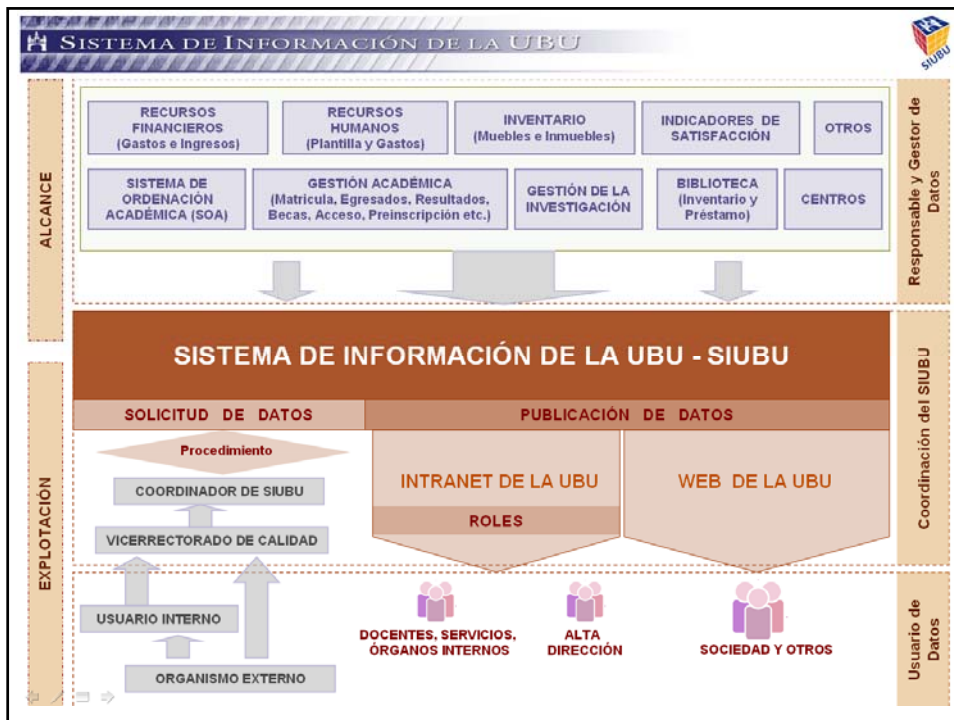 SISTEMA DE INFORMACIÓN DE LA UBU
SIUBU
ALCANCE
RECURSOS
FINANCIEROS
(Gastos e Ingresos)
RECURSOS
HUMANOS
(Plantilla y Gastos)
INVENTARIO
(Muebles e Inmuebles)
INDICADORES DE
SATISFACCIÓN
OTROS
SISTEMA DE
ORDENACIÓN
ACADÉMICA (SOA)
GESTIÓN ACADÉMICA
(Matricula, Egresados, Resultados,
Becas, Acceso, Preinscripción etc.)
GESTIÓN DE LA
INVESTIGACIÓN
BIBLIOTECA
(Inventario y
Préstamo)
CENTROS
Responsable y Gestor de
Datos
SISTEMA DE INFORMACIÓN DE LA UBU - SIUBU
SOLICITUD DE DATOS
PUBLICACIÓN DE DATOS
Coordinación del SIUBU
EXPLOTACIÓN
Procedimiento
COORDINADOR DE SIUBU
VICERRECTORADO DE CALIDAD
INTRANET DE LA UBU
ROLES
WEB DE LA UBU
USUARIO INTERNO
ORGANISMO EXTERNO
DOCENTES, SERVICIOS,
ÓRGANOS INTERNOS
ALTA
DIRECCIÓN
SOCIEDAD Y OTROS
Usuario de
Datos